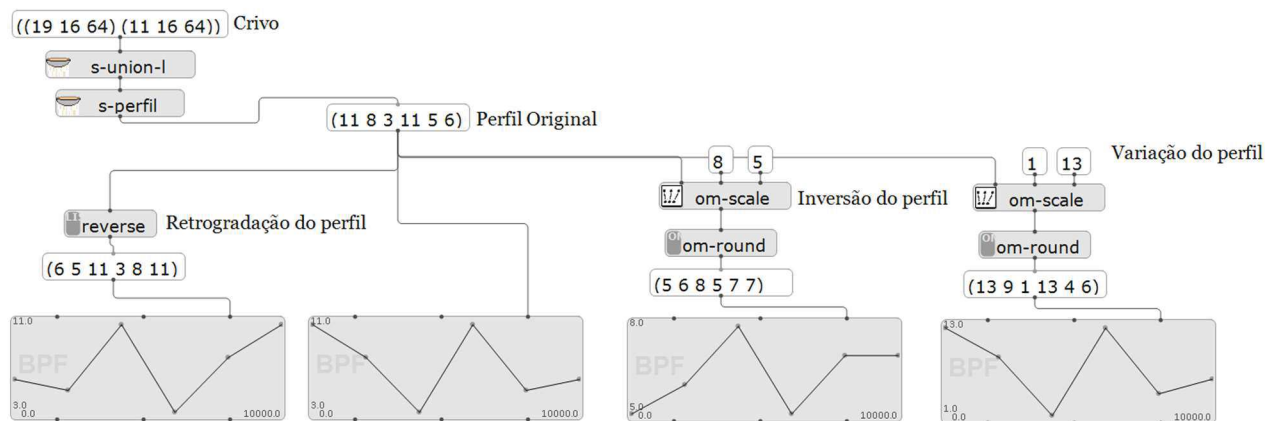 ((19 16 64) (11 16 64)) Crivo
s-union-l
s-perfil
(11 8 3 11 5 6) Perfil Original
8 5 1 13 Variação do perfil
om-scale Inversão do perfil om-scale
reverse Retrogradação do perfil
om-round om-round
(6 5 11 3 8 11) (5 6 8 5 7 7) (13 9 1 13 4 6)
11.0 11.0 8.0 13.0
BPF BPF BPF BPF
3.0 0.0 10000.0 3.0 0.0 10000.0 5.0 0.0 10000.0 1.0 0.0 10000.0